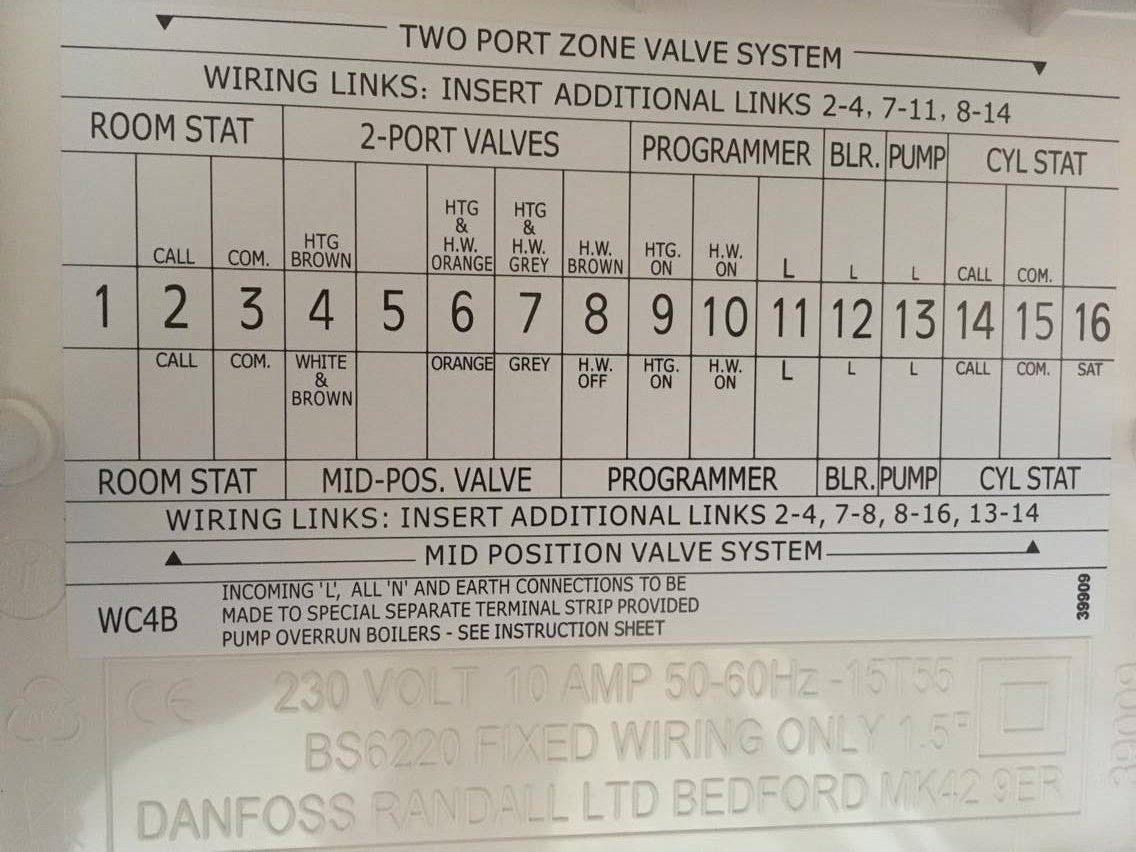 TWO PORT ZONE VALVE SYSTEM
WIRING LINKS: INSERT ADDITIONAL LINKS 2-4, 7-11, 8-14
ROOM STAT 2-PORT VALVES PROGRAMMER BLR. PUMP CYL STAT
CALL COM. HTG BROWN HTG & H.W. ORANGE HTG & H.W. GREY H.W. BROWN HTG. ON H.W. ON L L L CALL COM.
1 2 3 4 5 6 7 8 9 10 11 12 13 14 15 16
CALL COM. WHITE & BROWN ORANGE GREY H.W. OFF HTG. ON H.W. ON L L L CALL COM. SAT
ROOM STAT MID-POS. VALVE PROGRAMMER BLR. PUMP CYL STAT
WIRING LINKS: INSERT ADDITIONAL LINKS 2-4, 7-8, 8-16, 13-14
MID POSITION VALVE SYSTEM
WC4B
INCOMING 'L', ALL 'N' AND EARTH CONNECTIONS TO BE
MADE TO SPECIAL SEPARATE TERMINAL STRIP PROVIDED
PUMP OVERRUN BOILERS - SEE INSTRUCTION SHEET
39909
CE 230 VOLT 10 AMP 50-60Hz -15T55
BS6220 FIXED WIRING ONLY
DANFOSS RANDALL LTD BEDFORD MK42 9ER